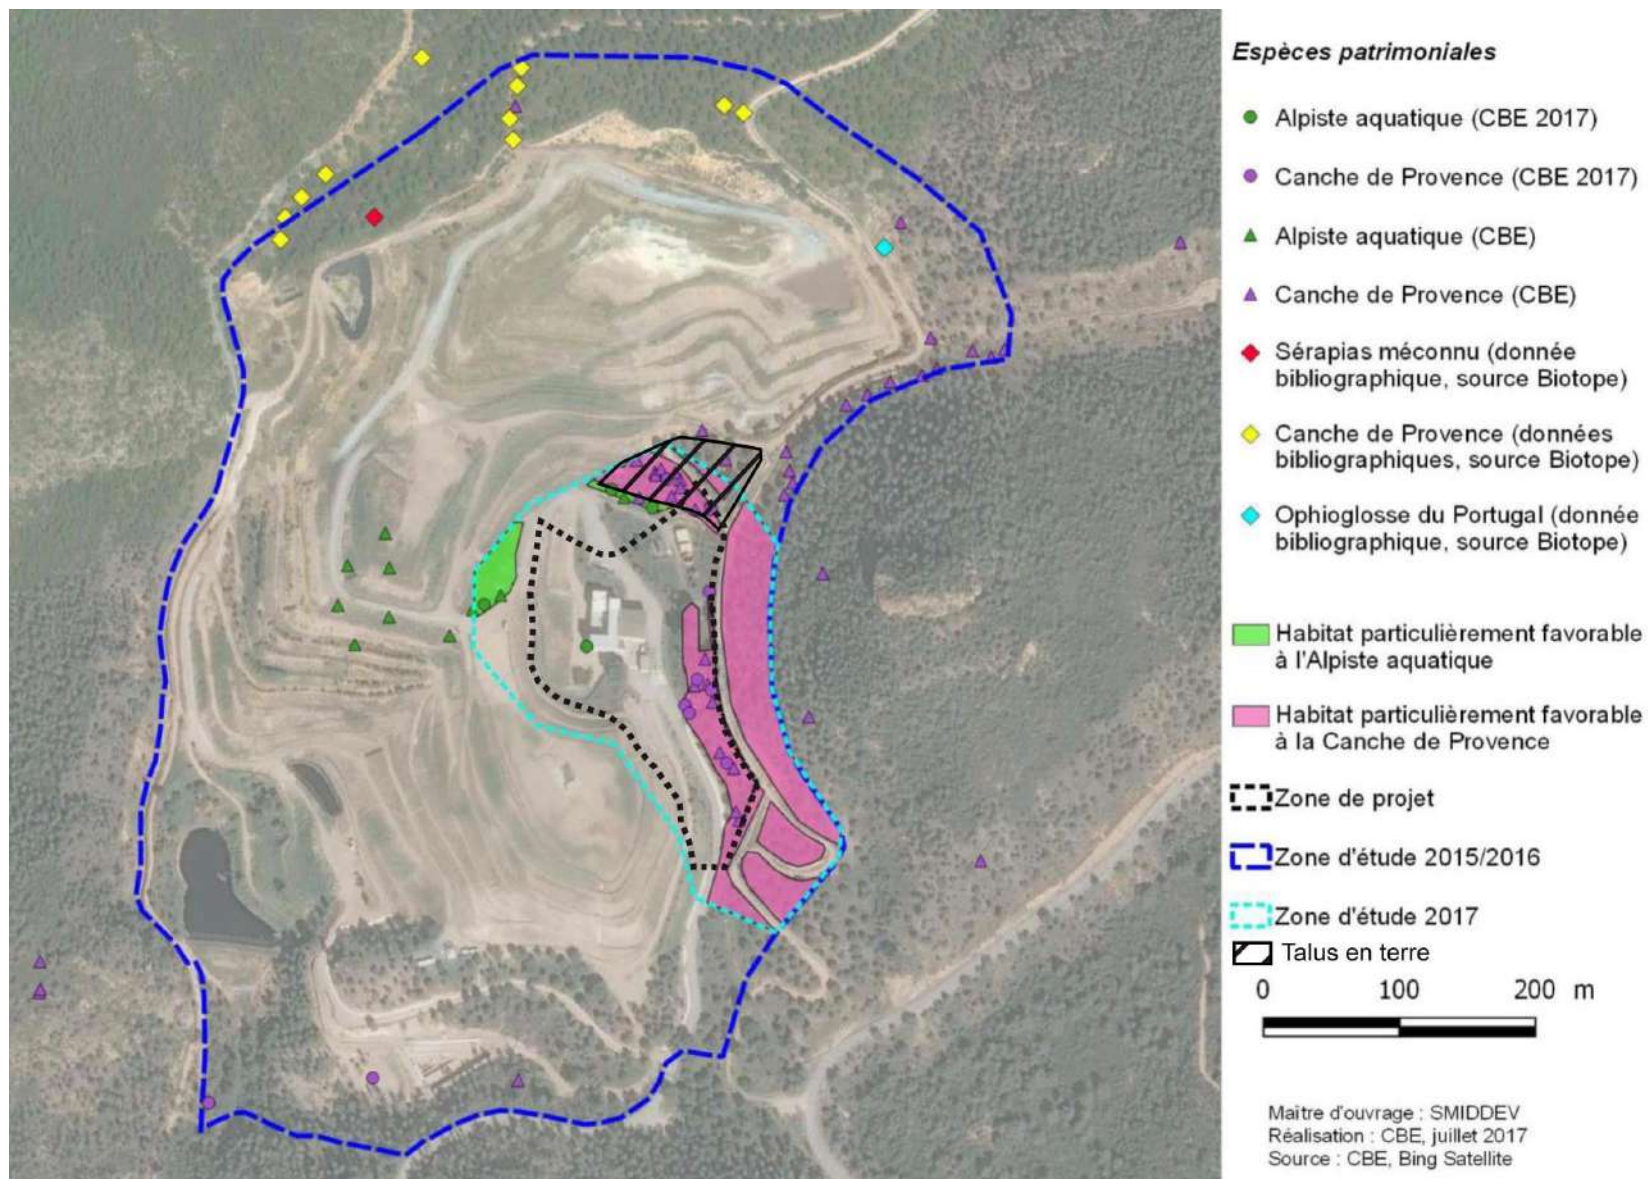 Espèces patrimoniales
Alpiste aquatique (CBE 2017)
Canche de Provence (CBE 2017)
Alpiste aquatique (CBE)
Canche de Provence (CBE)
Sérapias méconnu (donnée
bibliographique, source Biotope)
Canche de Provence (données
bibliographiques, source Biotope)
Ophioglosse du Portugal (donnée
bibliographique, source Biotope)
Habitat particulièrement favorable
à l'Alpiste aquatique
Habitat particulièrement favorable
à la Canche de Provence
Zone de projet
Zone d'étude 2015/2016
Zone d'étude 2017
Talus en terre
0 100 200 m
Maître d'ouvrage : SMIDDEV
Réalisation : CBE, juillet 2017
Source : CBE, Bing Satellite